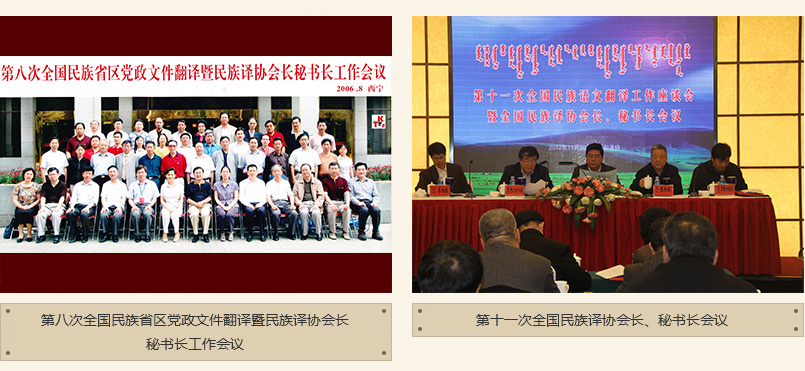 第八次全国民族省区党政文件翻译暨民族译协会长秘书长工作会议
2006.8 西宁
第十一次全国民族语文翻译工作座谈会
暨全国民族译协会长、秘书长会议
第八次全国民族省区党政文件翻译暨民族译协会长
秘书长工作会议
第十一次全国民族译协会长、秘书长会议